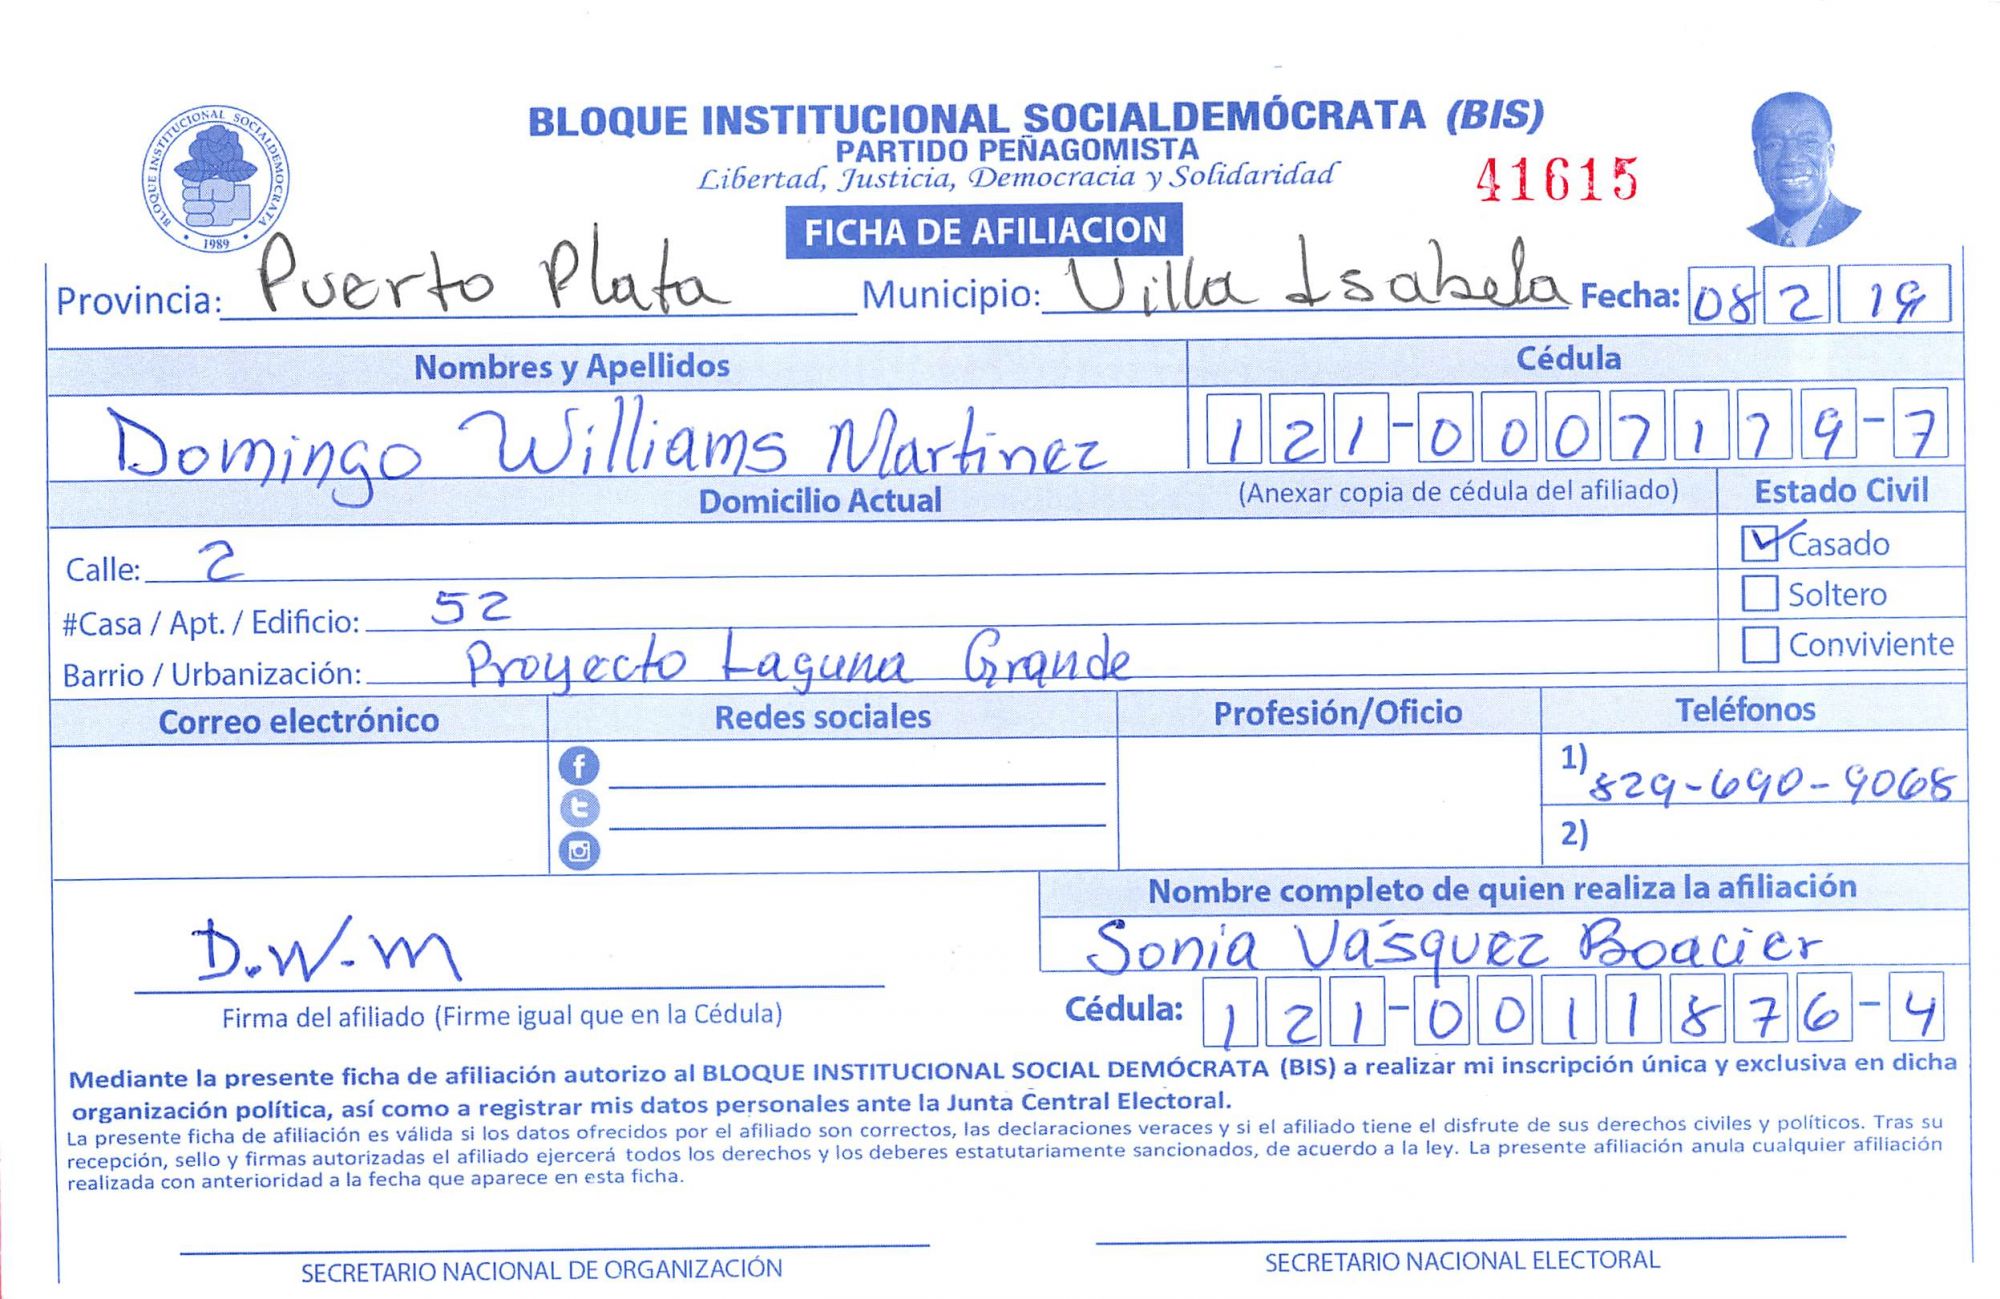 BLOQUE INSTITUCIONAL SOCIALDEMOCRATA
1989
BLOQUE INSTITUCIONAL SOCIALDEMÓCRATA (BIS)
PARTIDO PEÑAGOMISTA
Libertad, Justicia, Democracia y Solidaridad
41615
FICHA DE AFILIACION
Provincia: Puerto Plata Municipio: Villa Isabela Fecha: 08 2 19
Nombres y Apellidos Cédula
Domingo Williams Martinez 121-0007179-7
Domicilio Actual (Anexar copia de cédula del afiliado) Estado Civil
Calle: 2 Casado
#Casa / Apt. / Edificio: 52 Soltero
Barrio / Urbanización: Proyecto Laguna Grande Conviviente
Correo electrónico Redes sociales Profesión/Oficio Teléfonos
1) 829-690-9068
2)
Nombre completo de quien realiza la afiliación
D.W-M Sonia Vásquez Boacier
Firma del afiliado (Firme igual que en la Cédula) Cédula: 121-0011876-4
Mediante la presente ficha de afiliación autorizo al BLOQUE INSTITUCIONAL SOCIAL DEMÓCRATA (BIS) a realizar mi inscripción única y exclusiva en dicha
organización política, así como a registrar mis datos personales ante la Junta Central Electoral.
La presente ficha de afiliación es válida si los datos ofrecidos por el afiliado son correctos, las declaraciones veraces y si el afiliado tiene el disfrute de sus derechos civiles y políticos. Tras su
recepción, sello y firmas autorizadas el afiliado ejercerá todos los derechos y los deberes estatutariamente sancionados, de acuerdo a la ley. La presente afiliación anula cualquier afiliación
realizada con anterioridad a la fecha que aparece en esta ficha.
SECRETARIO NACIONAL DE ORGANIZACIÓN SECRETARIO NACIONAL ELECTORAL